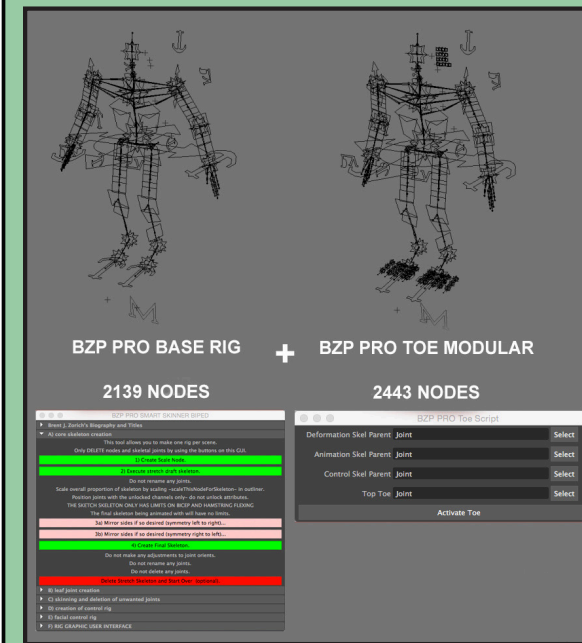 BZP PRO BASE RIG
+
BZP PRO TOE MODULAR
2139 NODES
2443 NODES
BZP PRO SMART SKINNER BIPED
Brent J. Zorich's Biography and Titles
A) core skeleton creation
This tool allows you to make one rig per scene.
Only DELETE nodes and skeletal joints by using the buttons on this GUI.
1) Create Scale Node.
2) Execute stretch draft skeleton.
Do not rename any joints.
Scale overall proportion of skeleton by scaling ~scaleThisNodeForSkeleton~ in outliner.
Position joints with the unlocked channels only- do not unlock attributes.
THE SKETCH SKELETON ONLY HAS LIMITS ON BICEP AND HAMSTRING FLEXING
The final skeleton being animated with will have no limits.
3a) Mirror sides if so desired (symmetry left to right)...
3b) Mirror sides if so desired (symmetry right to left)...
4) Create Final Skeleton.
Do not make any adjustments to joint orients.
Do not rename any joints.
Do not delete any joints.
Delete Stretch Skeleton and Start Over (optional).
B) leaf joint creation
C) skinning and deletion of unwanted joints
D) creation of control rig
E) facial control rig
F) RIG GRAPHIC USER INTERFACE
BZP PRO Toe Script
Deformation Skel Parent Joint Select
Animation Skel Parent Joint Select
Control Skel Parent Joint Select
Top Toe Joint Select
Activate Toe